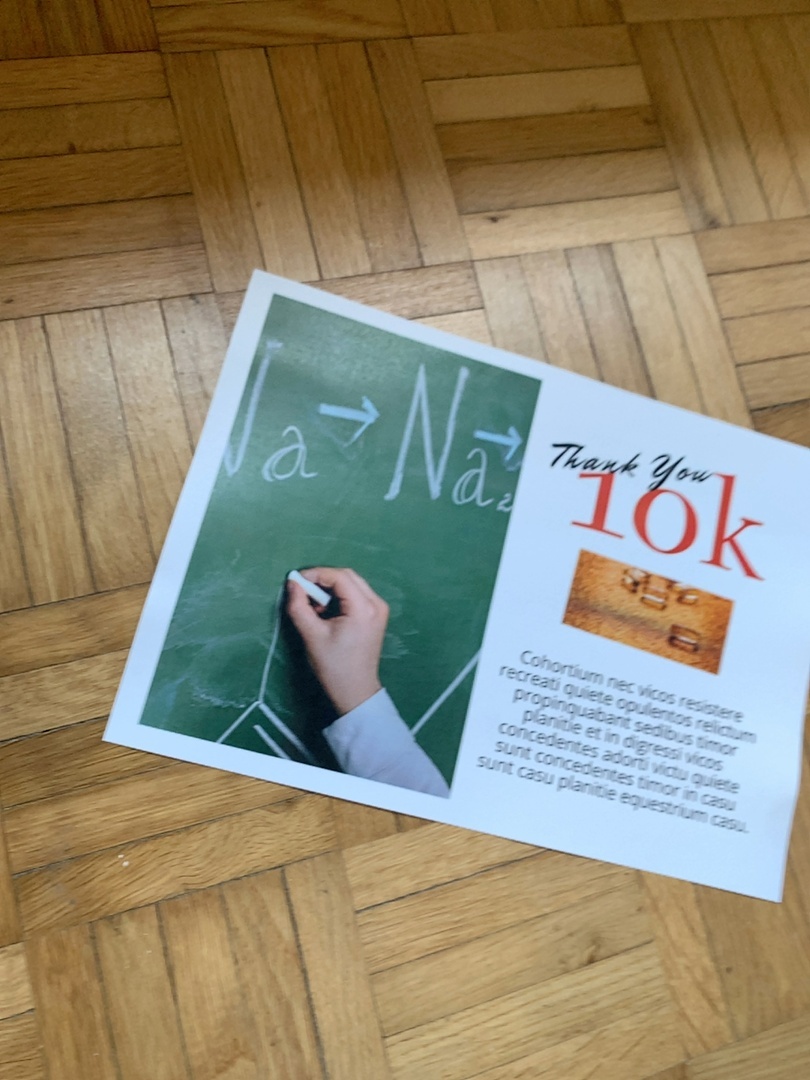 Na → Na₂
Thank You
10k
Cohortium nec vicos resistere
recreati quiete opulentos relictum
propinquabant sedibus timor
planitie et in digressi vicos
concedentes adorti victu quiete
sunt concedentes timor in casu
sunt casu planitie equestrium casu.